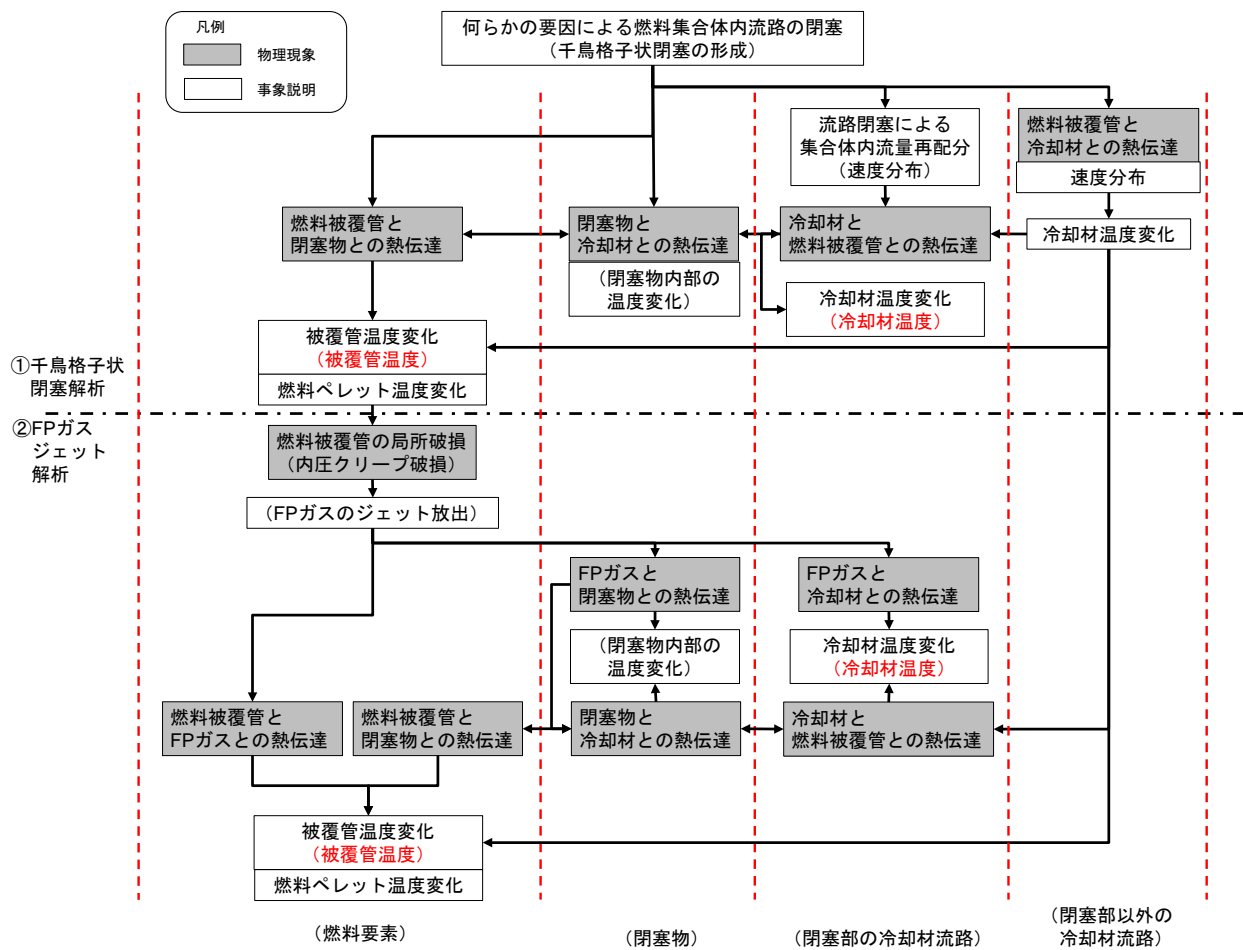 凡例
物理現象
事象説明
何らかの要因による燃料集合体内流路の閉塞
（千鳥格子状閉塞の形成）
流路閉塞による
集合体内流量再配分
（速度分布）
燃料被覆管と
冷却材との熱伝達
速度分布
燃料被覆管と
閉塞物との熱伝達
閉塞物と
冷却材との熱伝達
（閉塞物内部の
温度変化）
冷却材と
燃料被覆管との熱伝達
冷却材温度変化
冷却材温度変化
（冷却材温度）
被覆管温度変化
（被覆管温度）
燃料ペレット温度変化
①千鳥格子状
閉塞解析
②FPガス
ジェット
解析
燃料被覆管の局所破損
（内圧クリープ破損）
（FPガスのジェット放出）
FPガスと
閉塞物との熱伝達
FPガスと
冷却材との熱伝達
（閉塞物内部の
温度変化）
冷却材温度変化
（冷却材温度）
燃料被覆管と
FPガスとの熱伝達
燃料被覆管と
閉塞物との熱伝達
閉塞物と
冷却材との熱伝達
冷却材と
燃料被覆管との熱伝達
被覆管温度変化
（被覆管温度）
燃料ペレット温度変化
（燃料要素）
（閉塞物）
（閉塞部の冷却材流路）
（閉塞部以外の
冷却材流路）